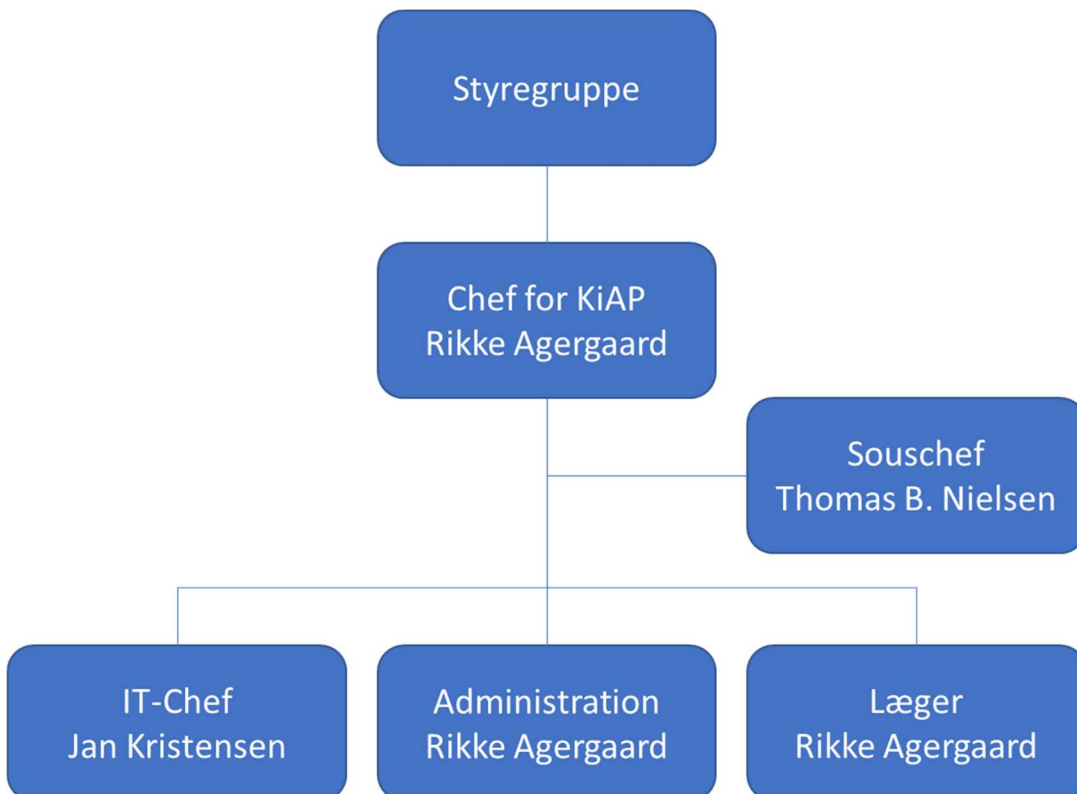 Styregruppe
Chef for KiAP
Rikke Agergaard
Souschef
Thomas B. Nielsen
IT-Chef
Jan Kristensen
Administration
Rikke Agergaard
Læger
Rikke Agergaard